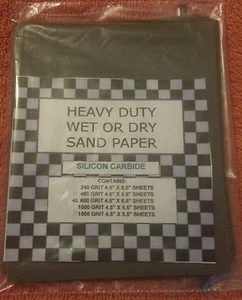 HEAVY DUTY
WET OR DRY
SAND PAPER
SILICON CARBIDE
CONTAINS:
240 GRIT 4.5" X 5.5" SHEETS
400 GRIT 4.5" X 5.5" SHEETS
600 GRIT 4.5" X 5.5" SHEETS
1000 GRIT 4.5" X 5.5" SHEETS
1500 GRIT 4.5" X 5.5" SHEETS